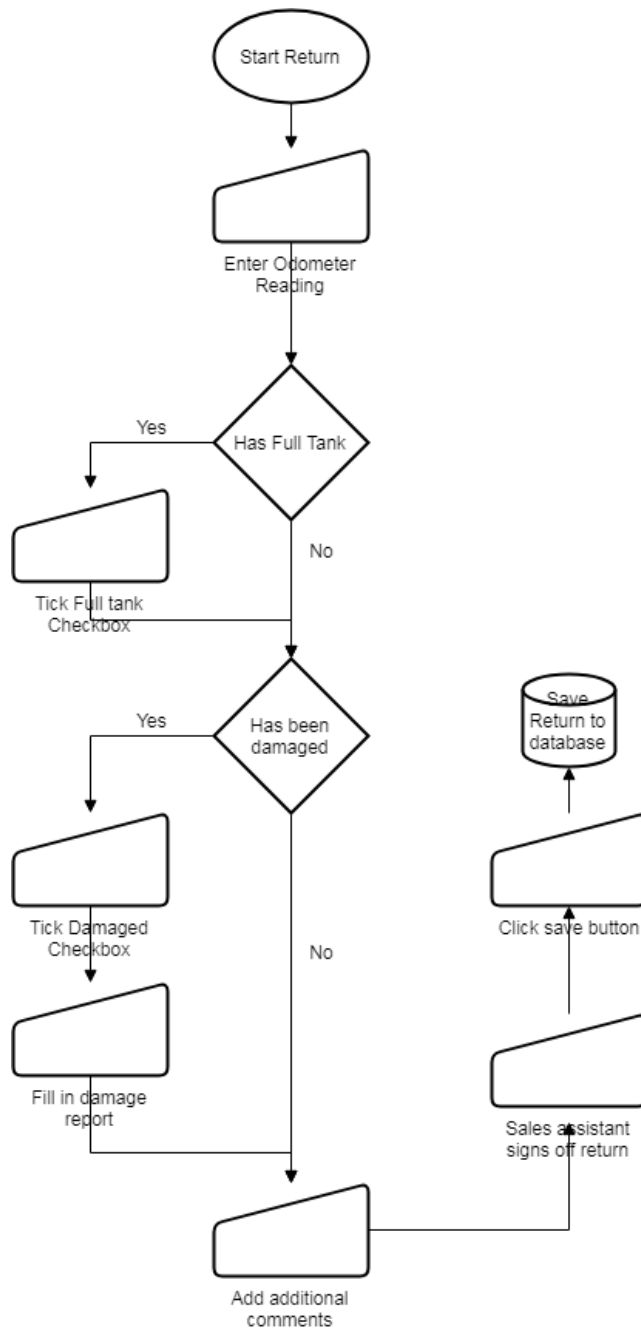 Start Return
Enter Odometer
Reading
Yes
Has Full Tank
No
Tick Full tank
Checkbox
Yes
Has been
damaged
Tick Damaged
Checkbox
No
Fill in damage
report
Add additional
comments
Sales assistant
signs off return
Click save button
Save
Return to
database